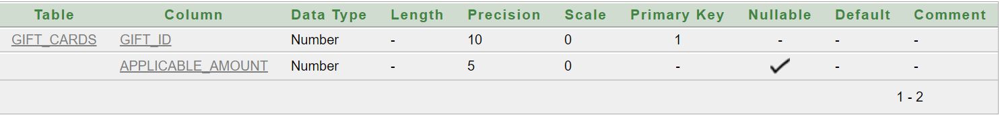 Table Column Data Type Length Precision Scale Primary Key Nullable Default Comment
GIFT_CARDS GIFT_ID Number - 10 0 1 - - -
APPLICABLE_AMOUNT Number - 5 0 - - -
1 - 2